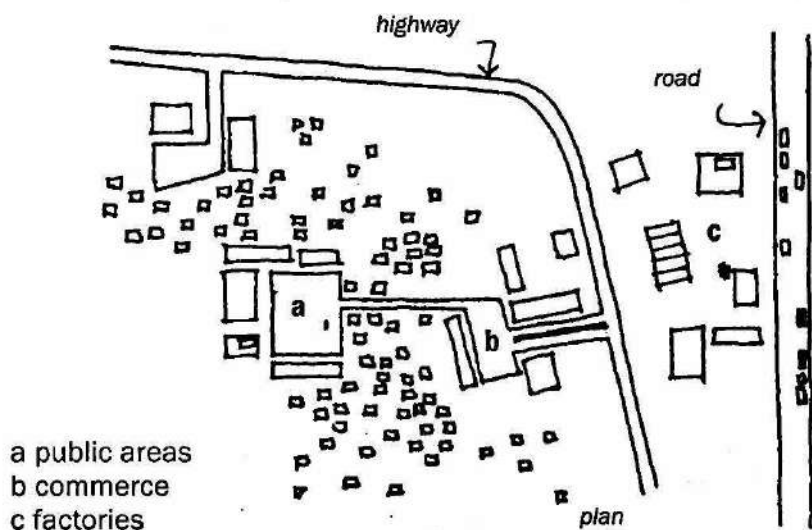 highway
road
c
a
b
a public areas
b commerce
c factories
plan